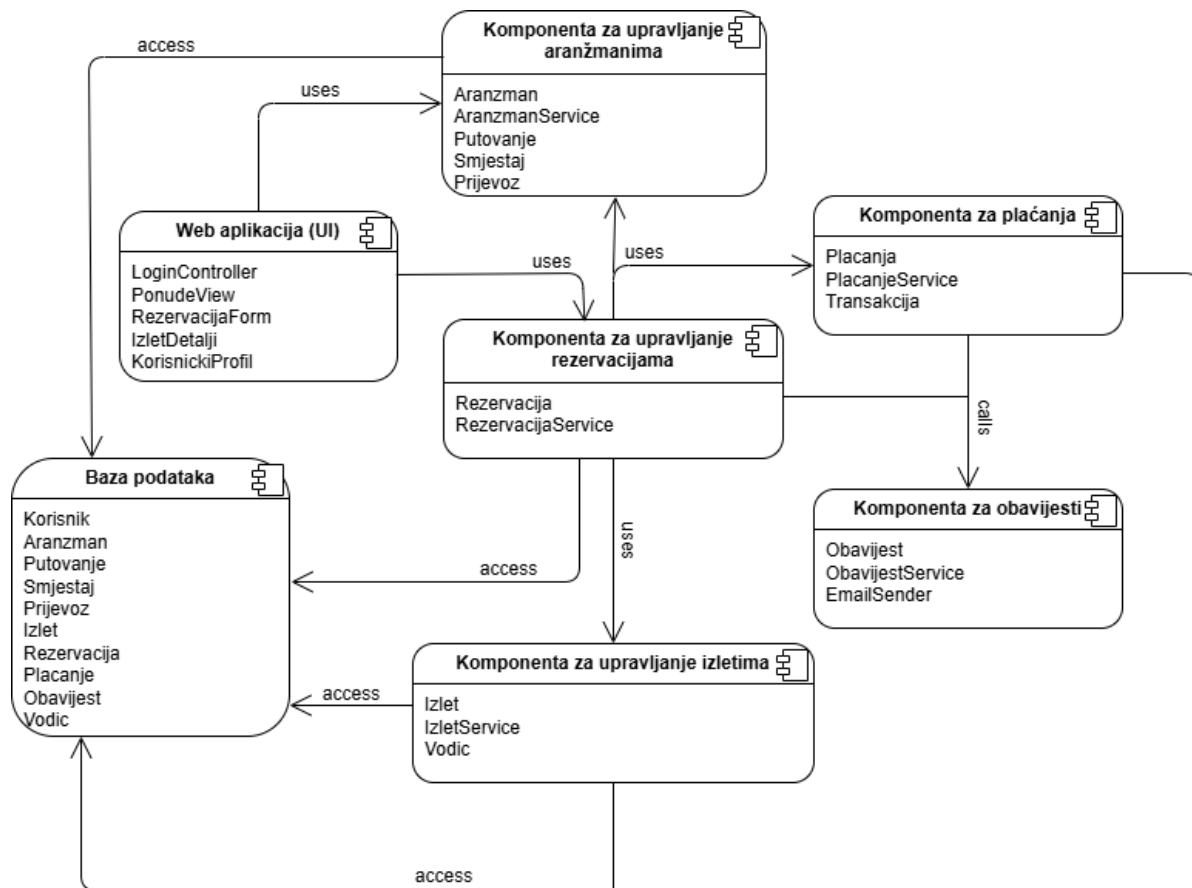 Komponenta za upravljanje
aranžmanima
Aranzman
AranzmanService
Putovanje
Smjestaj
Prijevoz
access
uses
Web aplikacija (UI)
LoginController
PonudeView
RezervacijaForm
IzletDetalji
KorisnickiProfil
uses
uses
Komponenta za plaćanja
Placanja
PlacanjeService
Transakcija
Komponenta za upravljanje
rezervacijama
Rezervacija
RezervacijaService
calls
Baza podataka
Korisnik
Aranzman
Putovanje
Smjestaj
Prijevoz
Izlet
Rezervacija
Placanje
Obavijest
Vodic
access
uses
Komponenta za obavijesti
Obavijest
ObavijestService
EmailSender
access
Komponenta za upravljanje izletima
Izlet
IzletService
Vodic
access